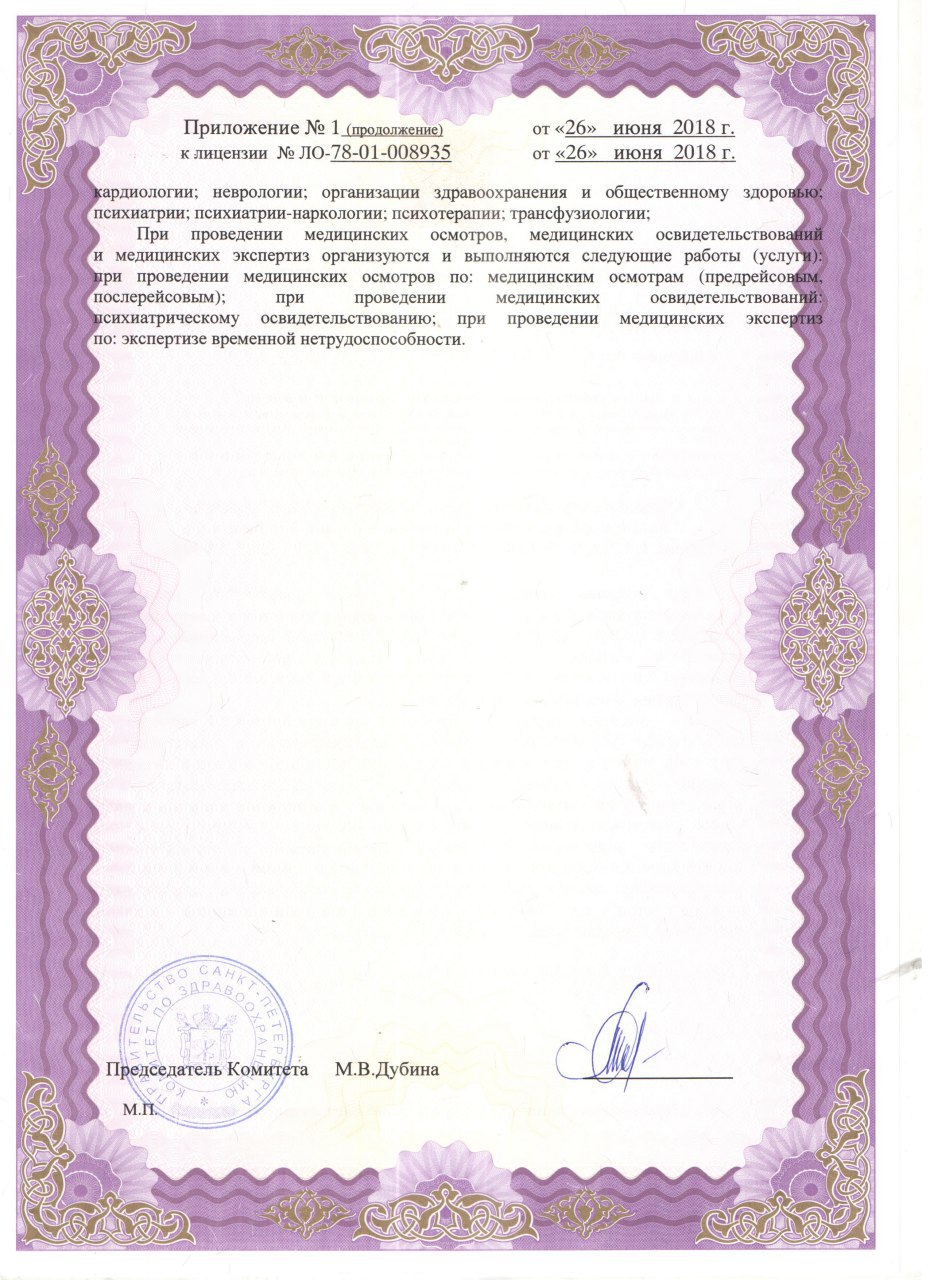 Приложение № 1 (продолжение) от «26» июня 2018 г.
к лицензии № ЛО-78-01-008935 от «26» июня 2018 г.
кардиологии; неврологии; организации здравоохранения и общественному здоровью;
психиатрии; психиатрии-наркологии; психотерапии; трансфузиологии;
При проведении медицинских осмотров, медицинских освидетельствований
и медицинских экспертиз организуются и выполняются следующие работы (услуги):
при проведении медицинских осмотров по: медицинским осмотрам (предрейсовым,
послерейсовым); при проведении медицинских освидетельствований:
психиатрическому освидетельствованию; при проведении медицинских экспертиз
по: экспертизе временной нетрудоспособности.
ПРАВИТЕЛЬСТВО САНКТ-ПЕТЕРБУРГА
КОМИТЕТ ПО ЗДРАВООХРАНЕНИЮ
Председатель Комитета М.В.Дубина
М.П.